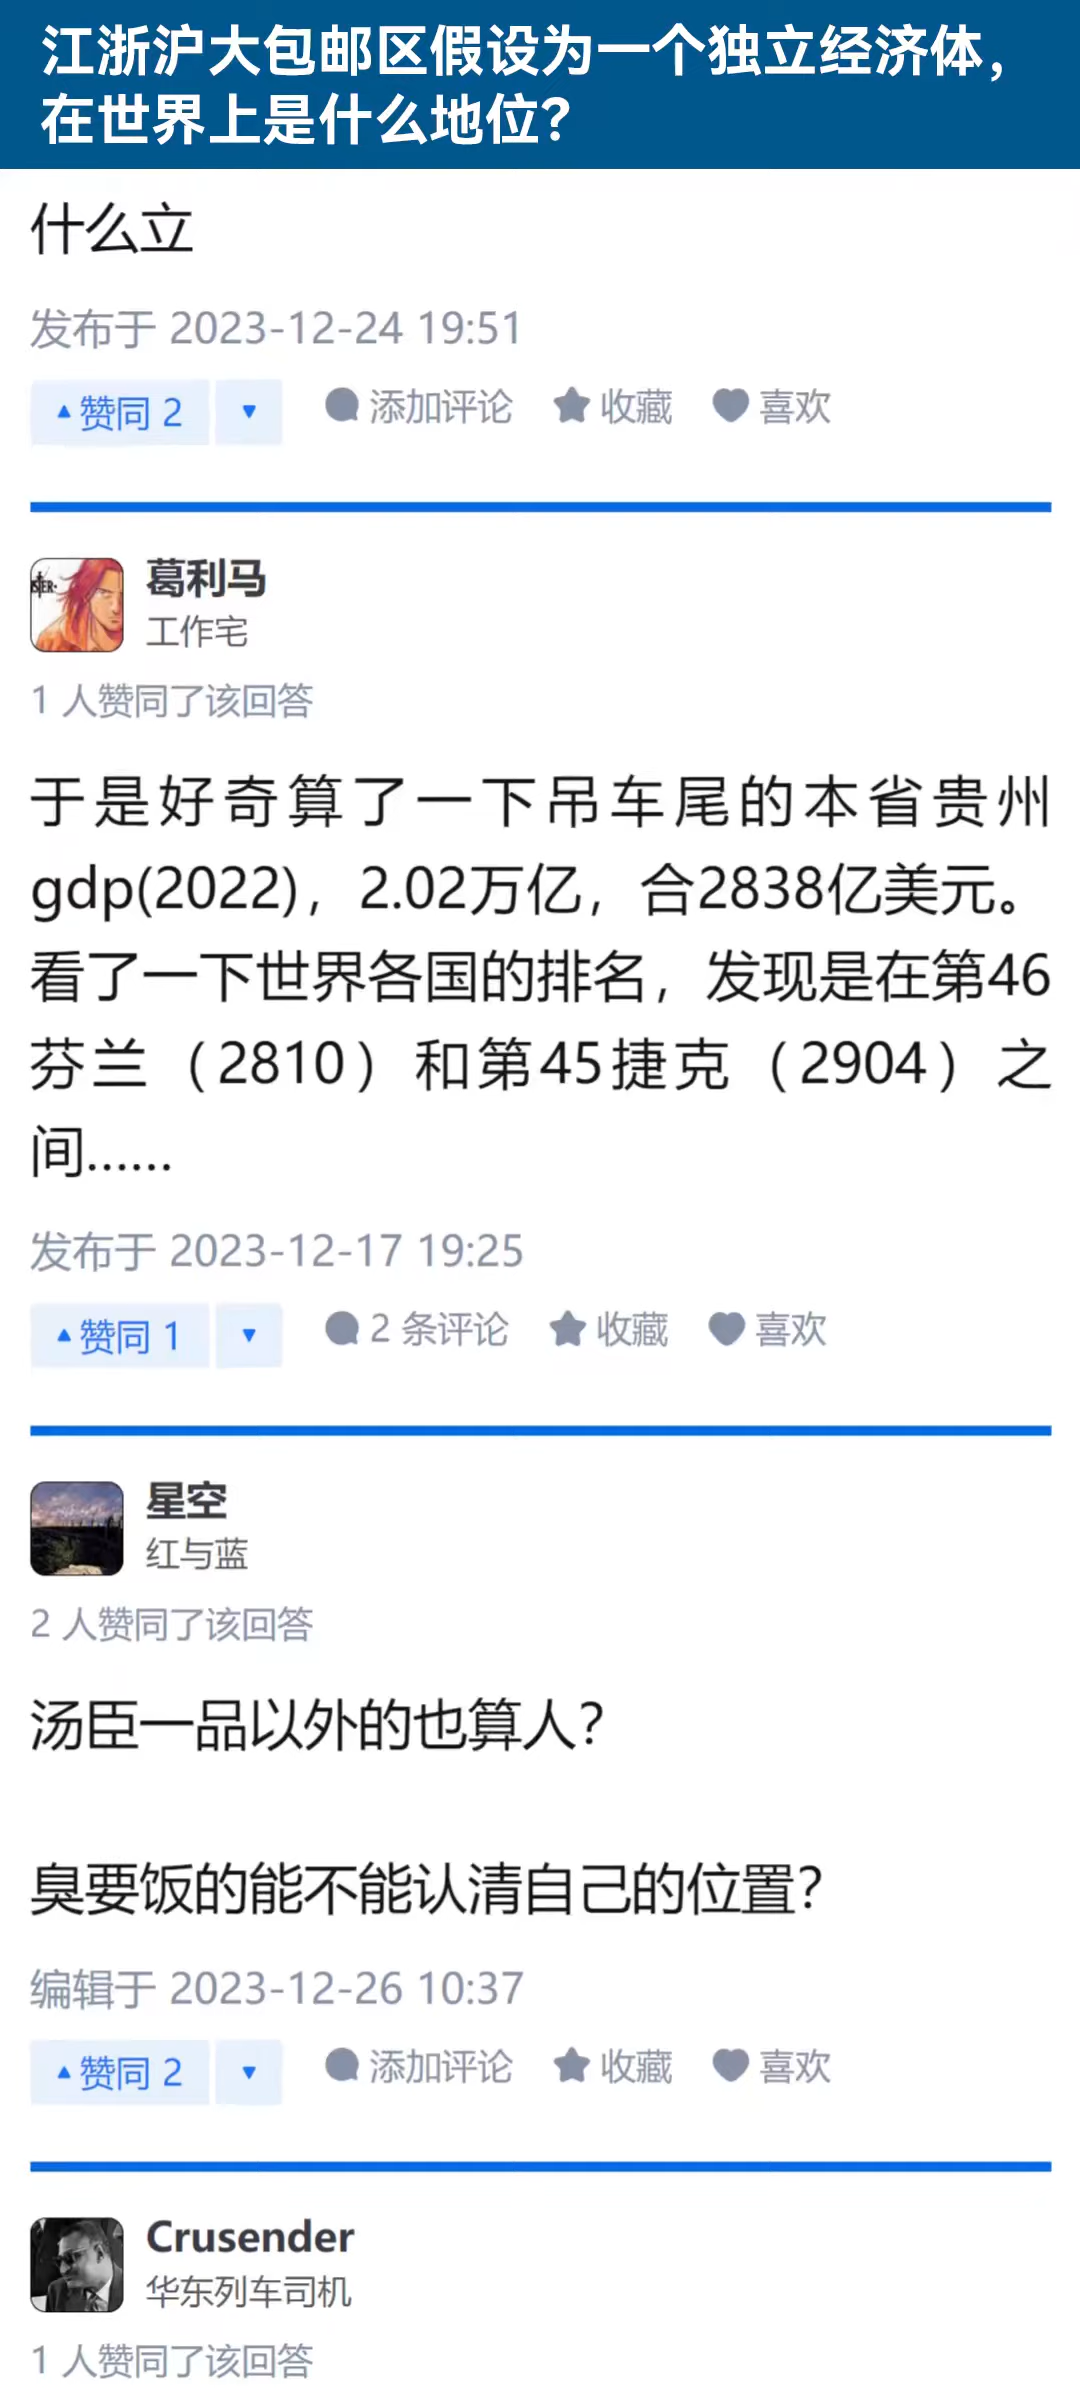 江浙沪大包邮区假设为一个独立经济体，
在世界上是什么地位？
什么立
发布于 2023-12-24 19:51
赞同 2
添加评论
收藏
喜欢
葛利马
工作宅
1 人赞同了该回答
于是好奇算了一下吊车尾的本省贵州
gdp(2022)，2.02万亿，合2838亿美元。
看了一下世界各国的排名，发现是在第46
芬兰（2810）和第45捷克（2904）之
间……
发布于 2023-12-17 19:25
赞同 1
2 条评论
收藏
喜欢
星空
红与蓝
2 人赞同了该回答
汤臣一品以外的也算人？
臭要饭的能不能认清自己的位置？
编辑于 2023-12-26 10:37
赞同 2
添加评论
收藏
喜欢
Crusender
华东列车司机
1 人赞同了该回答